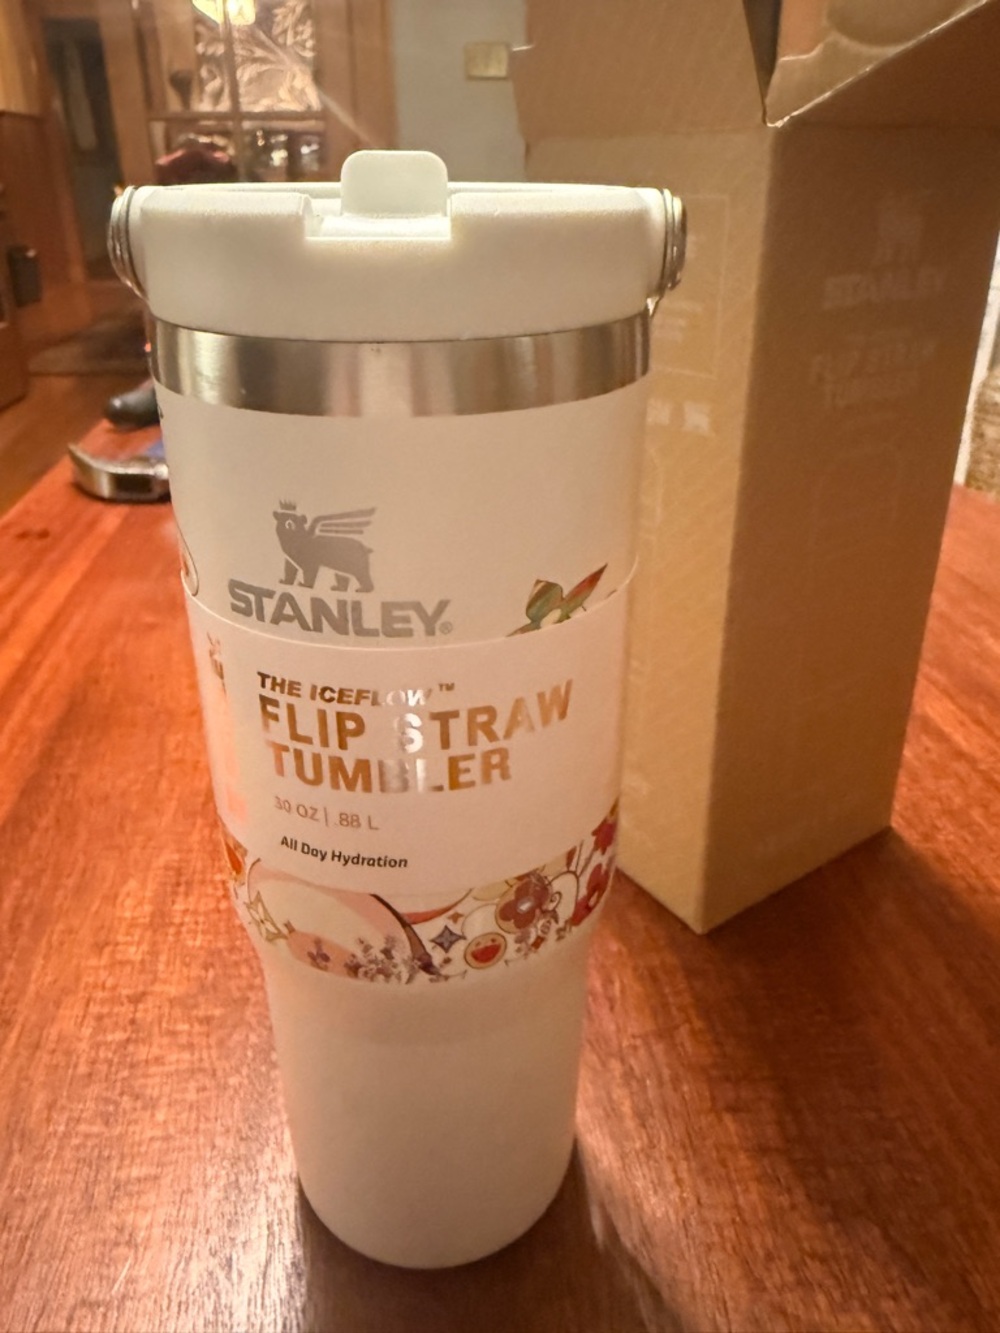 STANLEY®
THE ICEFLOW™
FLIP STRAW
TUMBLER
30 OZ | .88 L
All Day Hydration
STANLEY
FLIP STRAW
TUMBLER